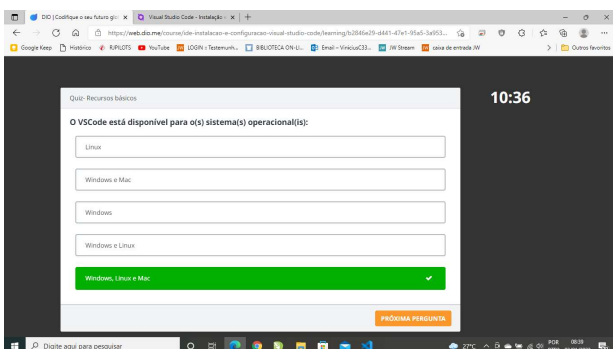 DIO | Codifique o seu futuro glo
Visual Studio Code - Instalação
https://web.dio.me/course/ide-instalacao-e-configuracao-visual-studio-code/learning/b2846e29-d441-47e1-95a5-3a953...
Google Keep
Histórico
RJPILOTS
YouTube
LOGIN : Testemunh...
BIBLIOTECA ON-LI...
Email – ViniciusC33...
JW Stream
caixa de entrada JW
Outros favoritos
Quiz- Recursos básicos
10:36
O VSCode está disponível para o(s) sistema(s) operacional(is):
Linux
Windows e Mac
Windows
Windows e Linux
Windows, Linux e Mac
PRÓXIMA PERGUNTA
Digite aqui para pesquisar
27°C
POR
08:39